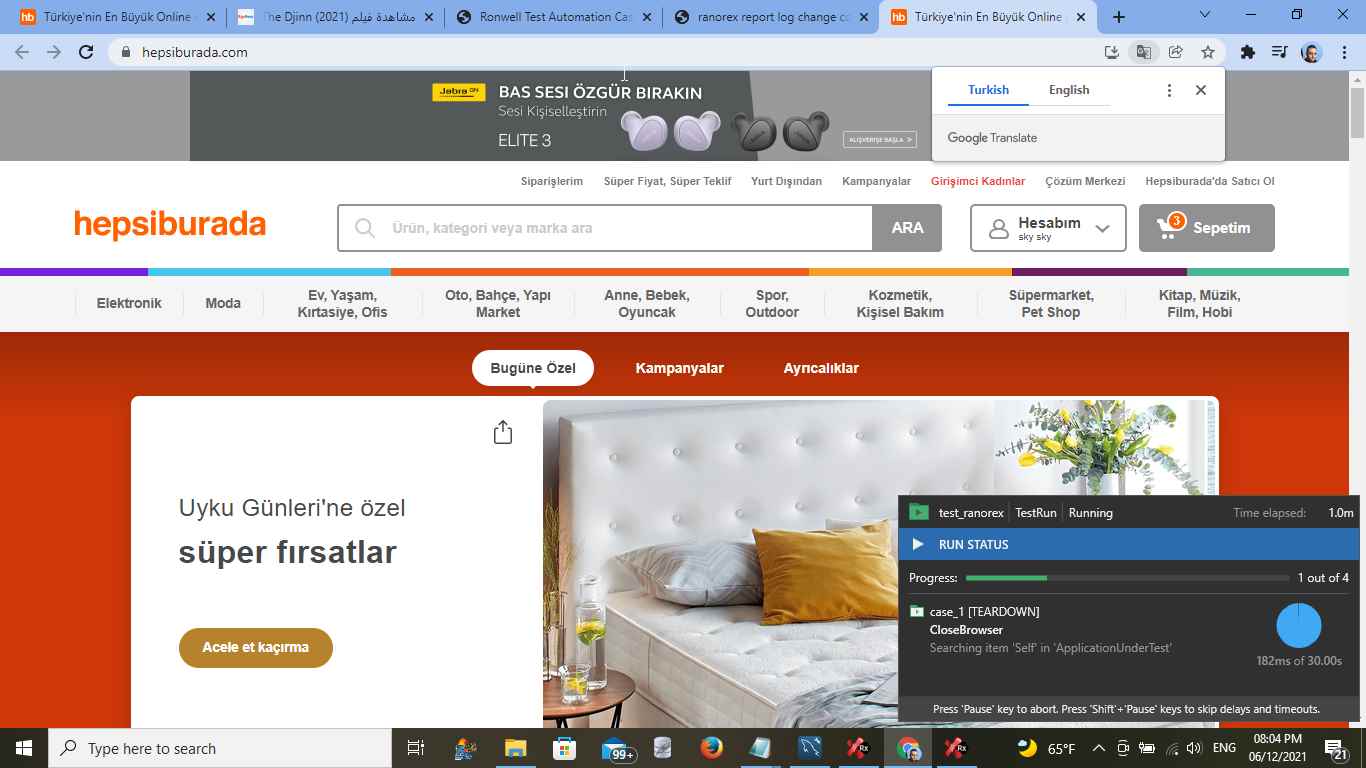 hb Türkiye'nin En Büyük Online
مشاهدة فيلم The Djinn (2021)
Ronwell Test Automation Cas
ranorex report log change co
hb Türkiye'nin En Büyük Online
hepsiburada.com
Jabra GN
BAS SESI ÖZGÜR BIRAKIN
Sesi Kişiselleştirin
ELITE 3
ALIŞVERİŞE BAŞLA >
Turkish English
Google Translate
Siparişlerim Süper Fiyat, Süper Teklif Yurt Dışından Kampanyalar Girişimci Kadınlar Çözüm Merkezi Hepsiburada'da Satıcı Ol
hepsiburada
Ürün, kategori veya marka ara
ARA
Hesabım
sky sky
3
Sepetim
Elektronik
Moda
Ev, Yaşam,
Kırtasiye, Ofis
Oto, Bahçe, Yapı
Market
Anne, Bebek,
Oyuncak
Spor,
Outdoor
Kozmetik,
Kişisel Bakım
Süpermarket,
Pet Shop
Kitap, Müzik,
Film, Hobi
Bugüne Özel Kampanyalar Ayrıcalıklar
Uyku Günleri'ne özel
süper fırsatlar
Acele et kaçırma
test_ranorex TestRun Running Time elapsed: 1.0m
RUN STATUS
Progress: 1 out of 4
case_1 [TEARDOWN]
CloseBrowser
Searching item 'Self' in 'ApplicationUnderTest'
182ms of 30.00s
Press 'Pause' key to abort. Press 'Shift'+'Pause' keys to skip delays and timeouts.
Type here to search
99+
Rx
Rx
65°F
ENG
08:04 PM
06/12/2021
21